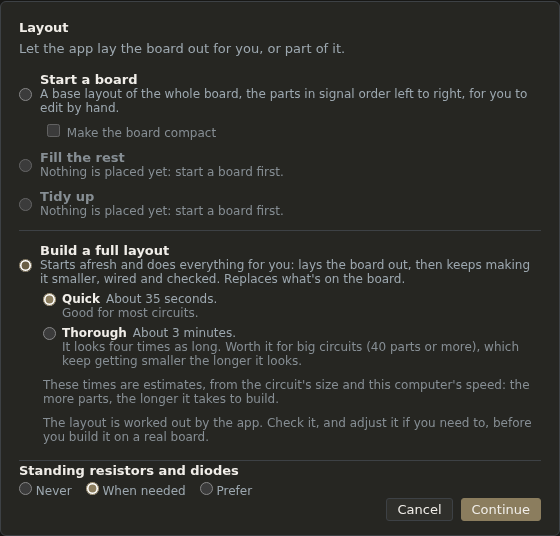 Layout
Let the app lay the board out for you, or part of it.
Start a board
A base layout of the whole board, the parts in signal order left to right, for you to
edit by hand.
Make the board compact
Fill the rest
Nothing is placed yet: start a board first.
Tidy up
Nothing is placed yet: start a board first.
Build a full layout
Starts afresh and does everything for you: lays the board out, then keeps making
it smaller, wired and checked. Replaces what's on the board.
Quick About 35 seconds.
Good for most circuits.
Thorough About 3 minutes.
It looks four times as long. Worth it for big circuits (40 parts or more), which
keep getting smaller the longer it looks.
These times are estimates, from the circuit's size and this computer's speed: the
more parts, the longer it takes to build.
The layout is worked out by the app. Check it, and adjust it if you need to, before
you build it on a real board.
Standing resistors and diodes
Never When needed Prefer
Cancel Continue